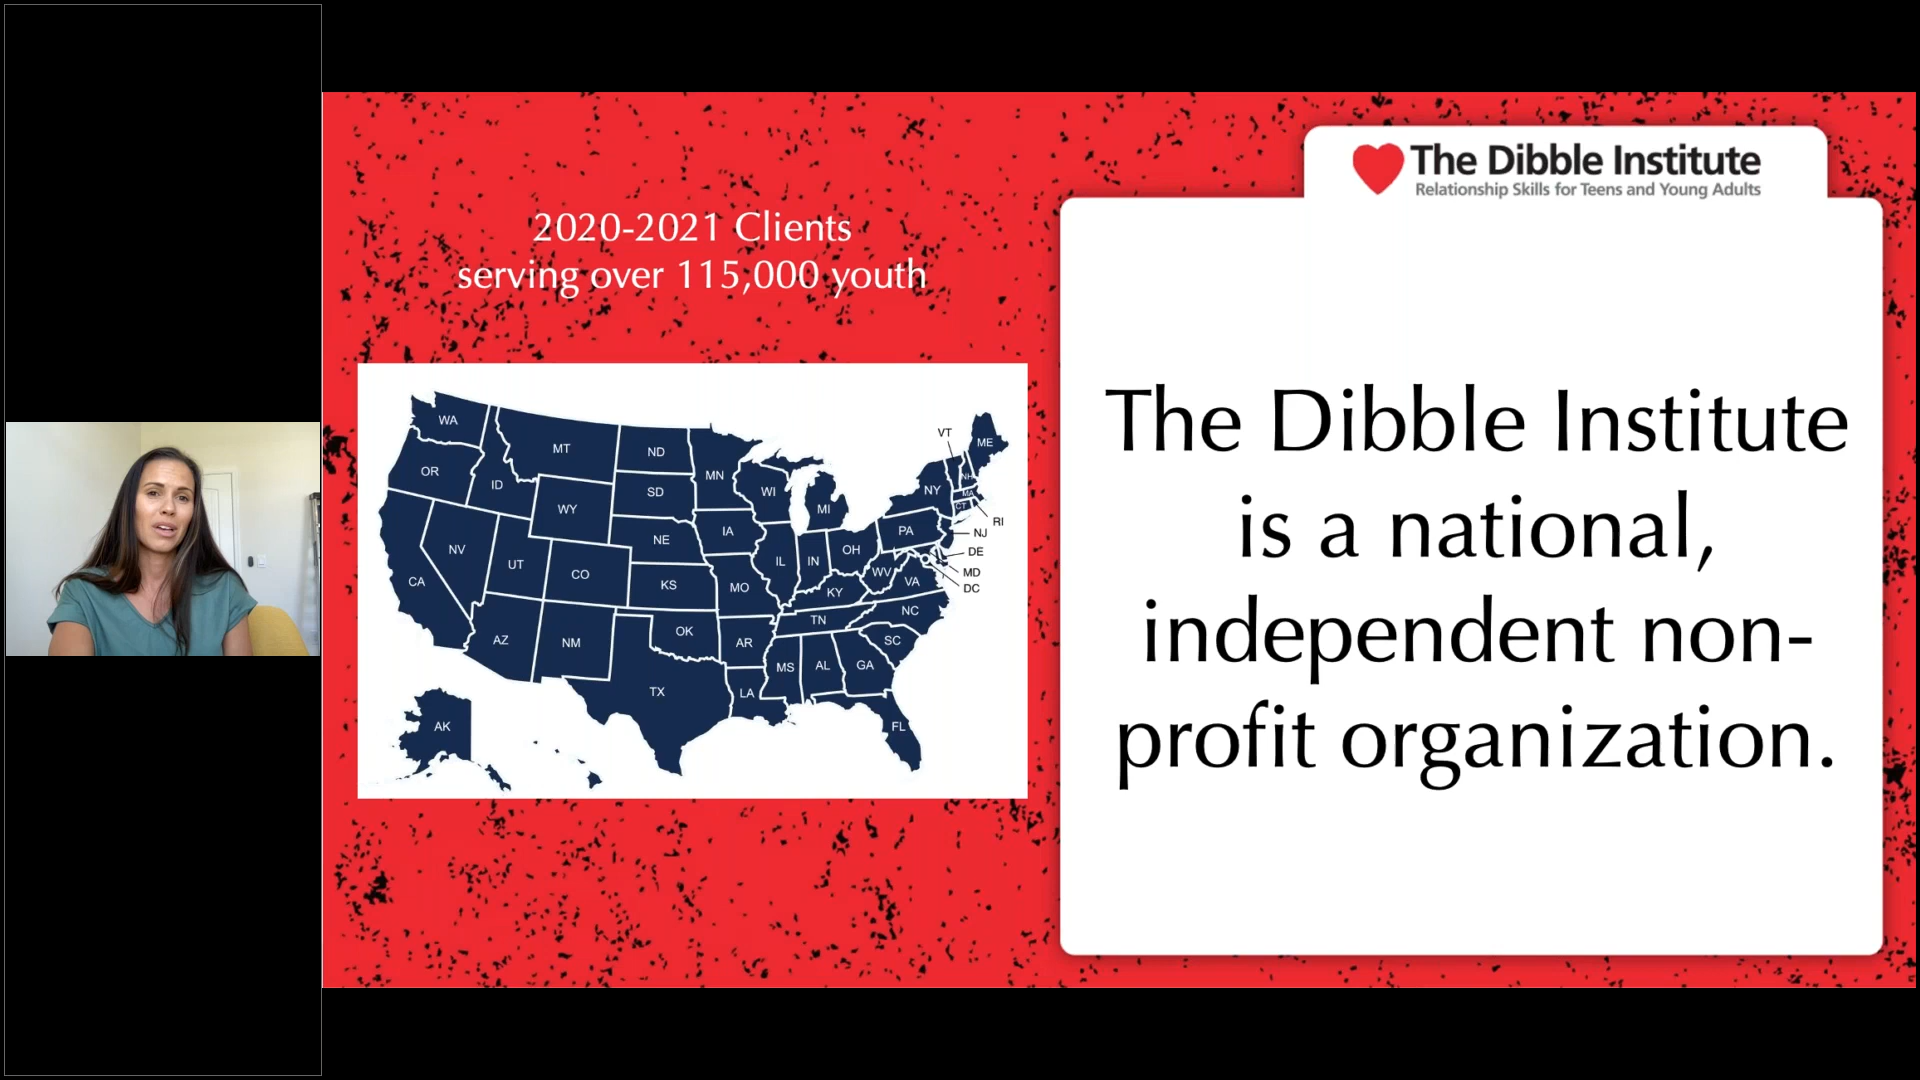 The Dibble Institute
Relationship Skills for Teens and Young Adults
2020-2021 Clients
serving over 115,000 youth
The Dibble Institute
is a national,
independent non-
profit organization.
WA
MT
ND
MN
VT
ME
OR
ID
SD
WI
NY
NH
MA
WY
MI
CT
RI
NV
NE
IA
PA
NJ
UT
CO
IL
IN
OH
DE
CA
KS
MO
WV
VA
MD
KY
DC
AZ
NM
OK
AR
TN
NC
SC
MS
AL
GA
TX
LA
AK
FL